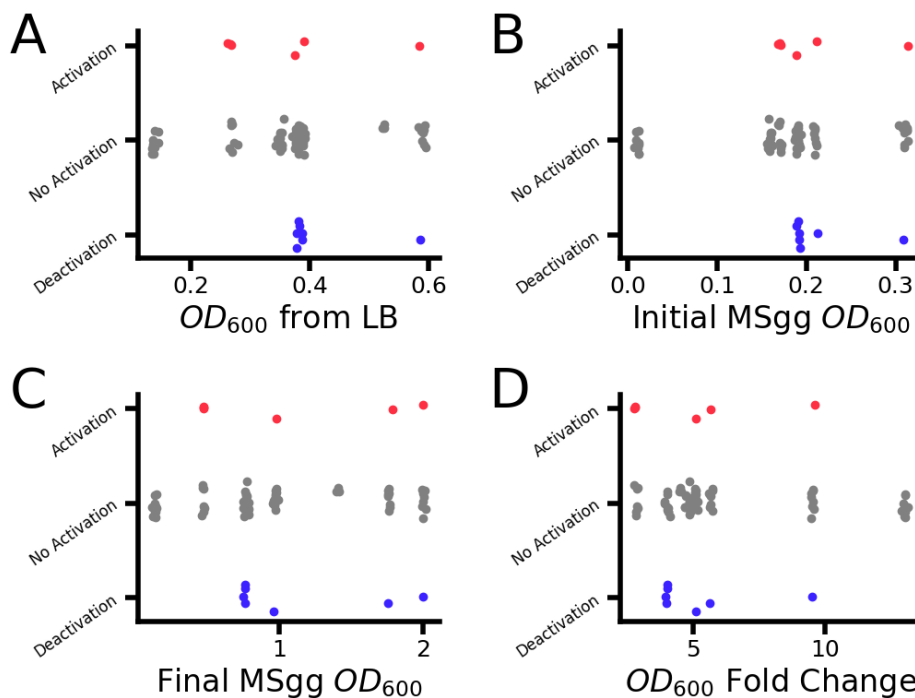 A
Activation
No Activation
Deactivation
0.2 0.4 0.6
OD600 from LB
B
Activation
No Activation
Deactivation
0.0 0.1 0.2 0.3
Initial MSgg OD600
C
Activation
No Activation
Deactivation
1 2
Final MSgg OD600
D
Activation
No Activation
Deactivation
5 10
OD600 Fold Change